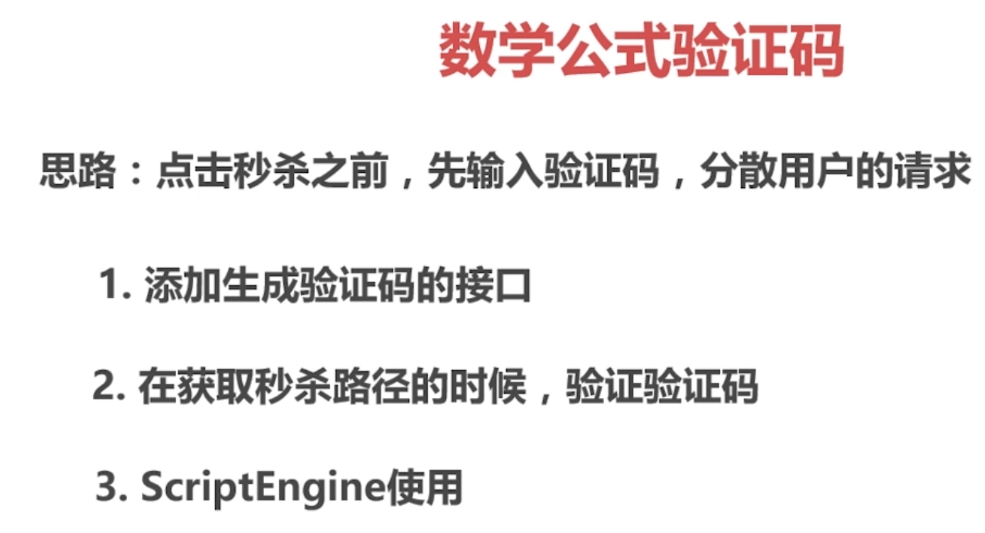 数学公式验证码
思路：点击秒杀之前，先输入验证码，分散用户的请求
1. 添加生成验证码的接口
2. 在获取秒杀路径的时候，验证验证码
3. ScriptEngine使用